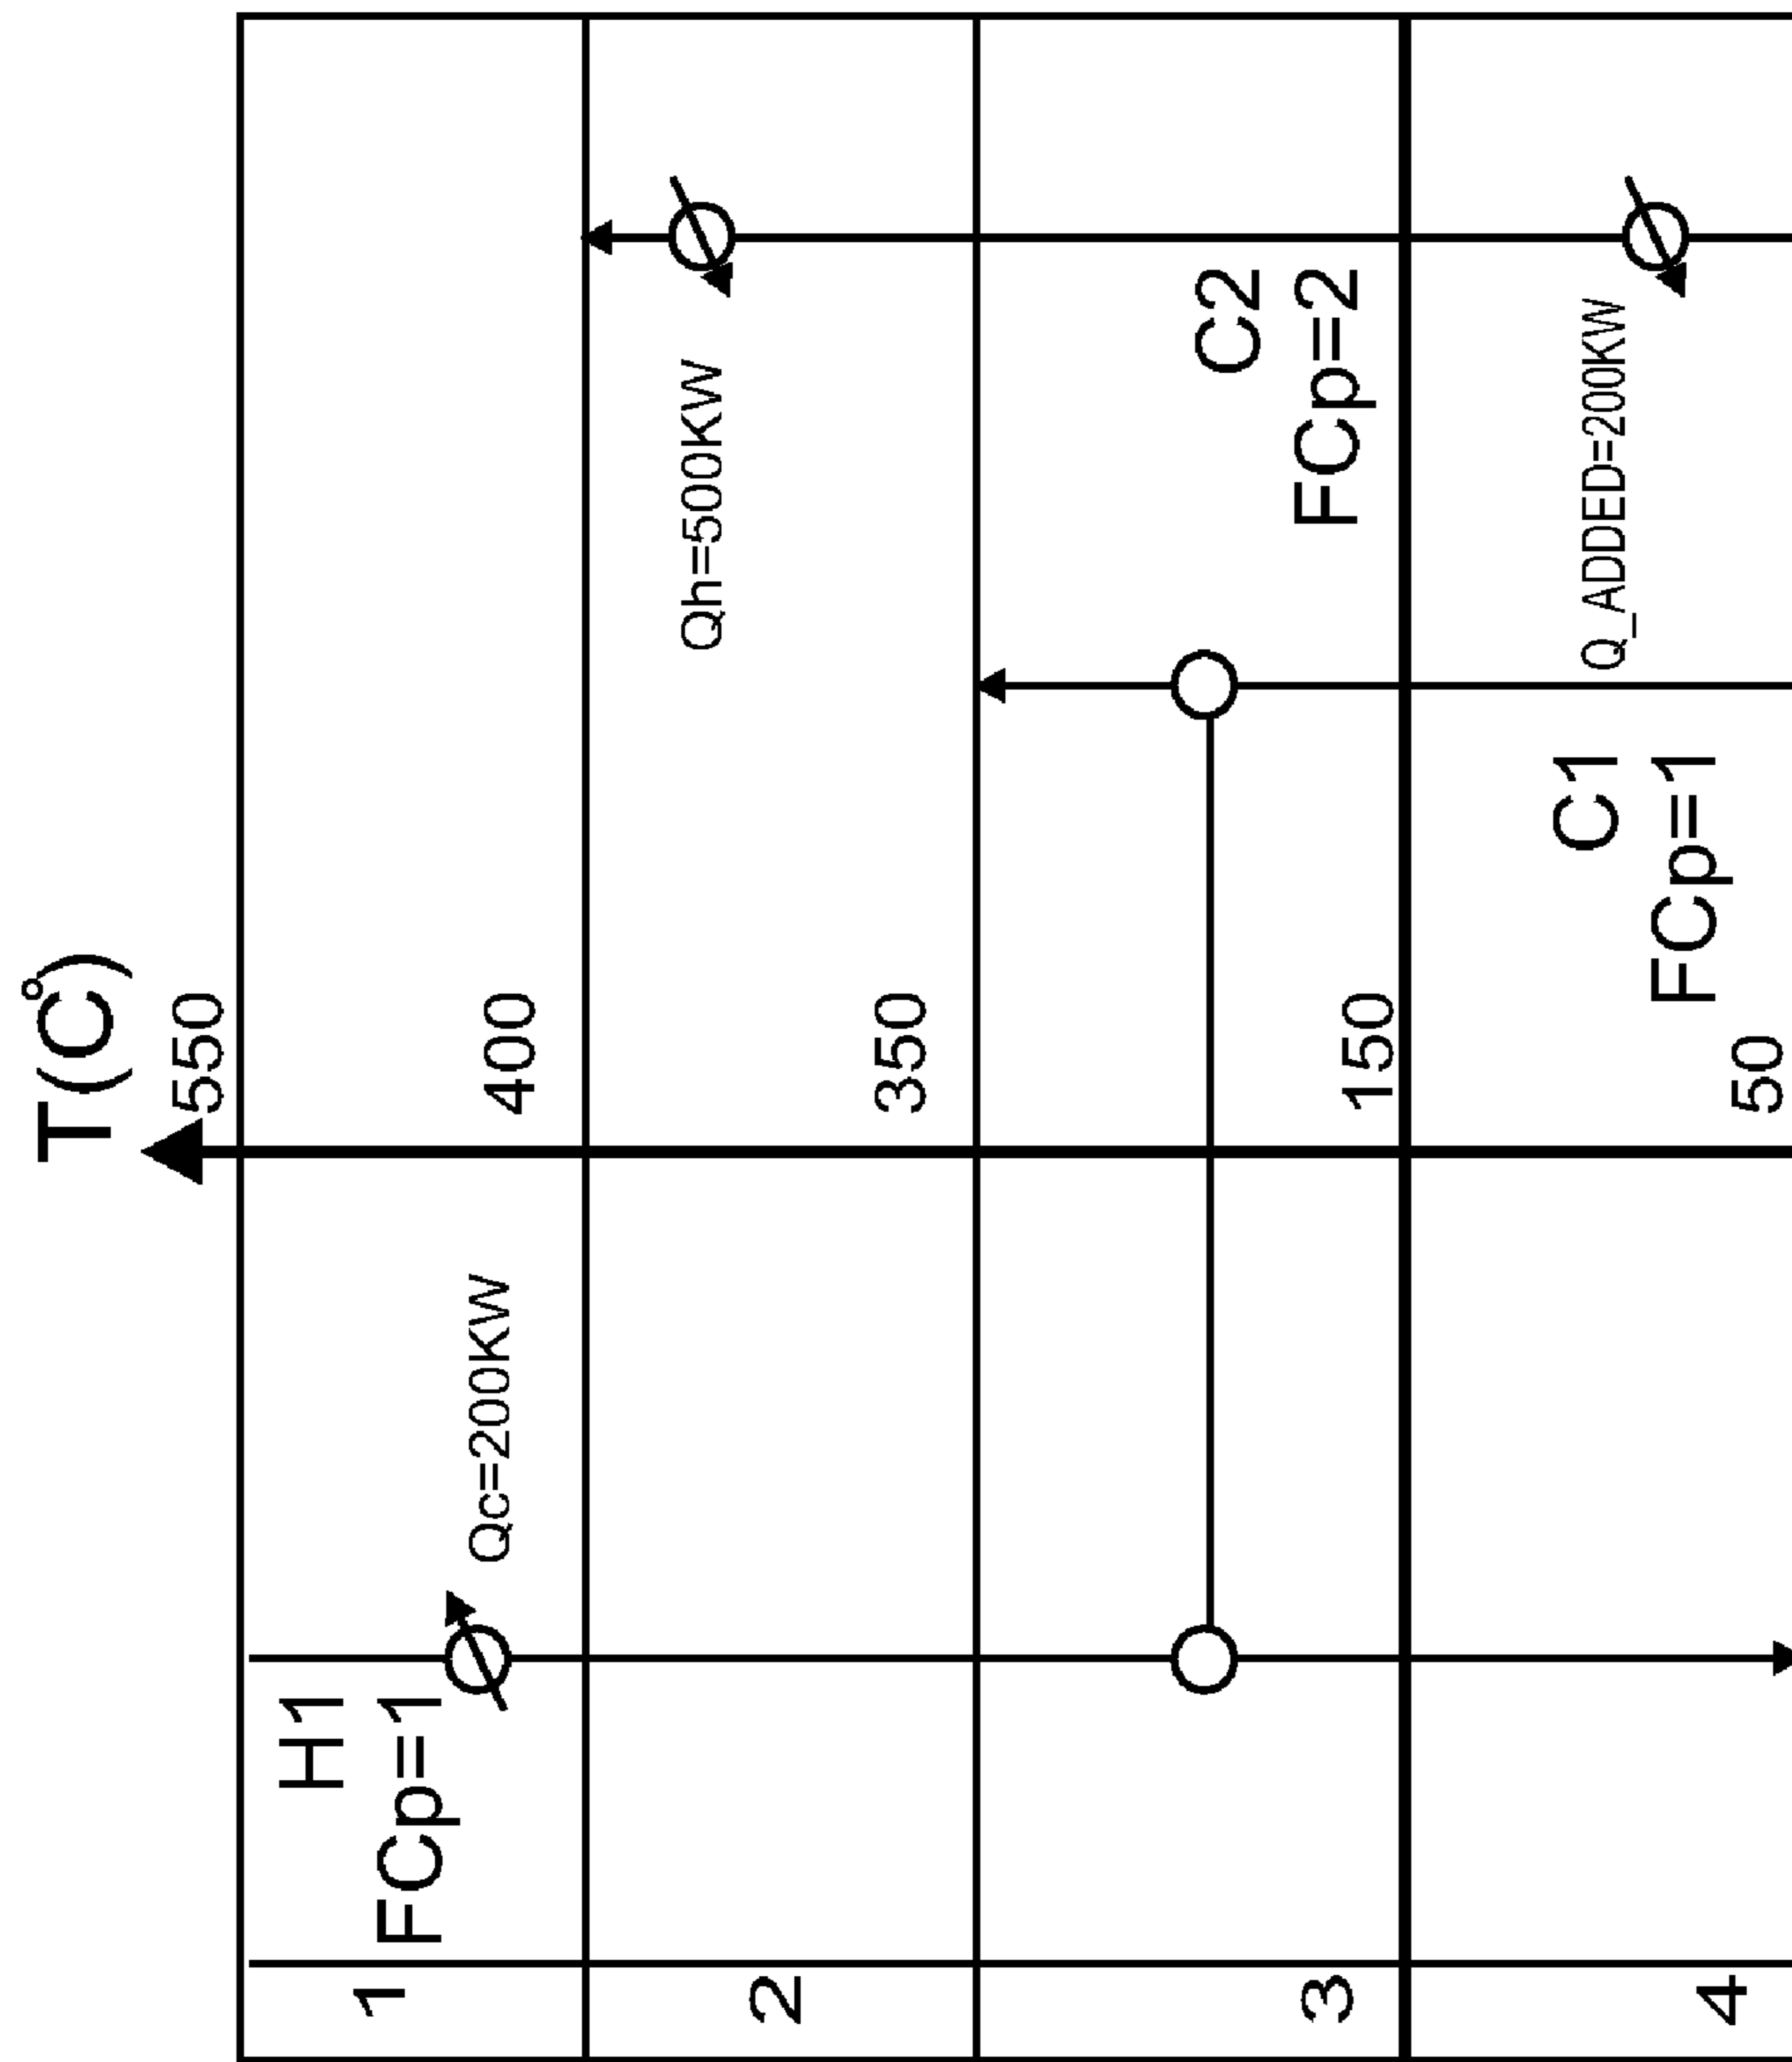 T(C°)
550
400
350
150
50
Qh=500KW
C2
FCp=2
Q_ADDED=200KW
C1
FCp=1
Qc=200KW
H1
FCp=1
1
2
3
4